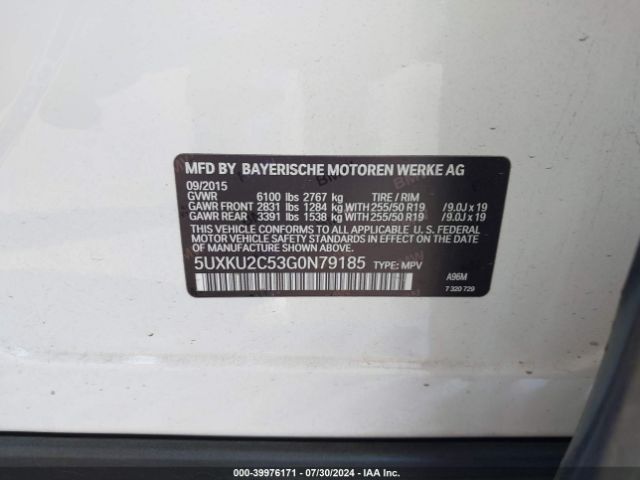 MFD BY BAYERISCHE MOTOREN WERKE AG
09/2015
GVWR 6100 lbs 2767 kg TIRE / RIM
GAWR FRONT 2831 lbs 1284 kg WITH 255/50 R19 / 9.0J x 19
GAWR REAR 3391 lbs 1538 kg WITH 255/50 R19 / 9.0J x 19
THIS VEHICLE CONFORMS TO ALL APPLICABLE U. S. FEDERAL
MOTOR VEHICLE SAFETY STANDARDS IN EFFECT ON THE
DATE OF MANUFACTURE SHOWN ABOVE.
5UXKU2C53G0N79185 TYPE: MPV
A96M
7 320 729
000-39976171 - 07/30/2024 - IAA Inc.